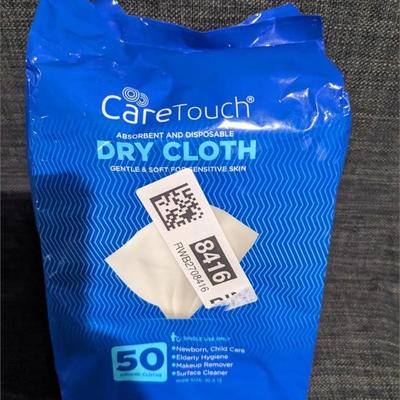 CareTouch®
ABSORBENT AND DISPOSABLE
DRY CLOTH
GENTLE & SOFT FOR SENSITIVE SKIN
RWB2708416
8416
SINGLE USE ONLY
50
•Newborn, Child Care
•Elderly Hygiene
•Makeup Remover
•Surface Cleaner